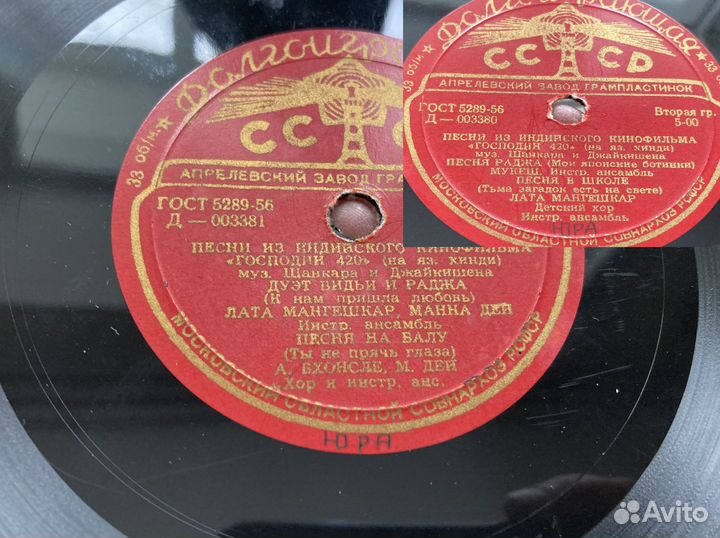 Долгоигр
33 об/м.
СС С
АПРЕЛЕВСКИЙ ЗАВОД ГРАМПЛАСТИ
ГОСТ 5289-56
Д — 003381
ПЕСНИ ИЗ ИНДИЙСКОГО КИНОФИЛЬМА
«ГОСПОДИН 420» (на яз. хинди)
муз. Шанкара и Джайкишена
ДУЭТ ВИДЬИ И РАДЖА
(К нам пришла любовь)
ЛАТА МАНГЕШКАР, МАННА ДЕЙ
Инстр. ансамбль
ПЕСНЯ НА БАЛУ
(Ты не прячь глаза)
А. БХОНСЛЕ, М. ДЕЙ
Хор и инстр. анс.
МОСКОВСКИЙ ОБЛАСТНОЙ СОВНАРХОЗ РСФСР
ЮРА
Долгоиграющая
33 об/м.
33
СС СР
АПРЕЛЕВСКИЙ ЗАВОД ГРАМПЛАСТИНОК
ГОСТ 5289-56
Д — 003380
Вторая гр.
5-00
ПЕСНИ ИЗ ИНДИЙСКОГО КИНОФИЛЬМА
«ГОСПОДИН 420» (на яз. хинди)
муз. Шанкара и Джайкишена
ПЕСНЯ РАДЖА (Мои японские ботинки)
МУКЕШ, Инстр. ансамбль
ПЕСНЯ В ШКОЛЕ
(Тьма загадок есть на свете)
ЛАТА МАНГЕШКАР
Детский хор
Инстр. ансамбль
МОСКОВСКИЙ ОБЛАСТНОЙ СОВНАРХОЗ РСФСР
ЮРА
Avito